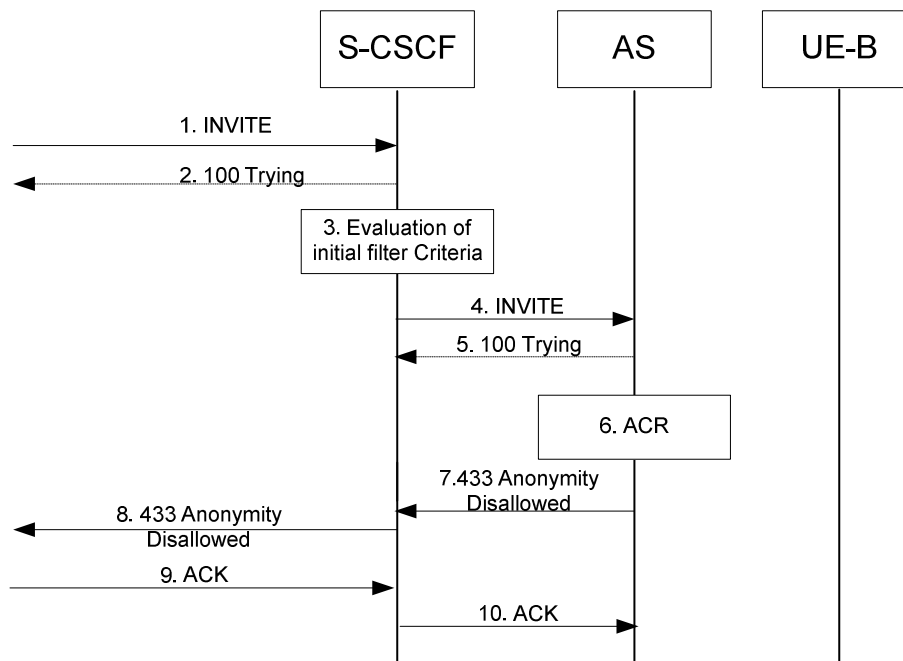 S-CSCF
AS
UE-B
1. INVITE
2. 100 Trying
3. Evaluation of
initial filter Criteria
4. INVITE
5. 100 Trying
6. ACR
7.433 Anonymity
Disallowed
8. 433 Anonymity
Disallowed
9. ACK
10. ACK